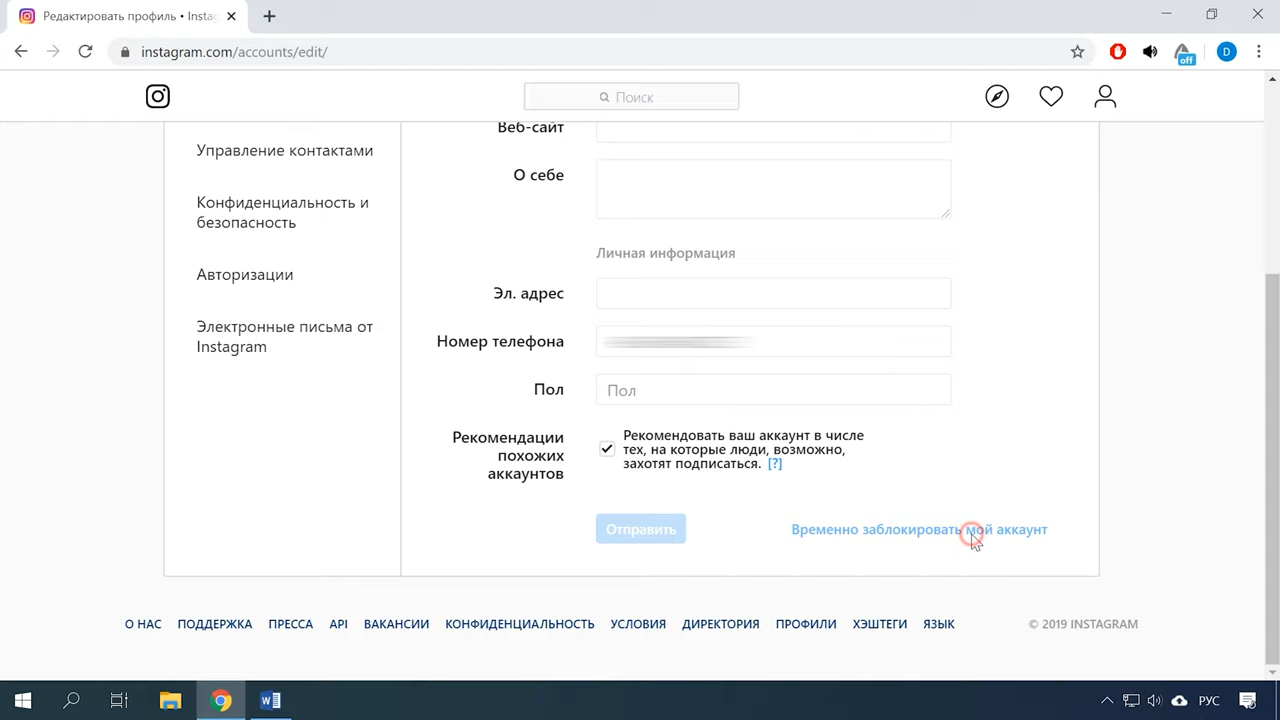 Редактировать профиль • Insta
instagram.com/accounts/edit/
off
D
Поиск
Веб-сайт
Управление контактами
О себе
Конфиденциальность и
безопасность
Личная информация
Авторизации
Эл. адрес
Электронные письма от
Instagram
Номер телефона
Пол
Пол
Рекомендации
похожих
аккаунтов
Рекомендовать ваш аккаунт в числе
тех, на которые люди, возможно,
захотят подписаться. [?]
Отправить
Временно заблокировать мой аккаунт
О НАС ПОДДЕРЖКА ПРЕССА API ВАКАНСИИ КОНФИДЕНЦИАЛЬНОСТЬ УСЛОВИЯ ДИРЕКТОРИЯ ПРОФИЛИ ХЭШТЕГИ ЯЗЫК © 2019 INSTAGRAM
РУС